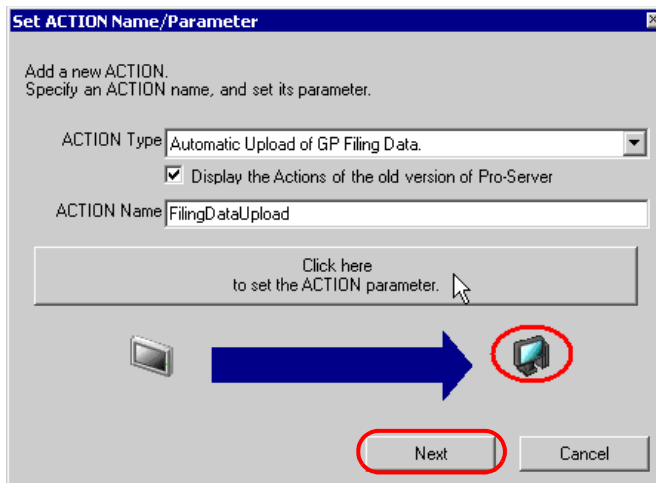 Set ACTION Name/Parameter
Add a new ACTION.
Specify an ACTION name, and set its parameter.
ACTION Type Automatic Upload of GP Filing Data.
Display the Actions of the old version of Pro-Server
ACTION Name FilingDataUpload
Click here
to set the ACTION parameter.
Next Cancel